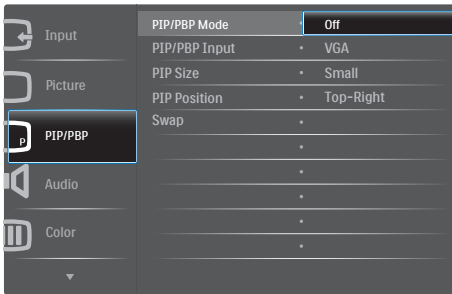 Input
Picture
P
PIP/PBP
Audio
Color
PIP/PBP Mode • Off
PIP/PBP Input • VGA
PIP Size • Small
PIP Position • Top-Right
Swap •